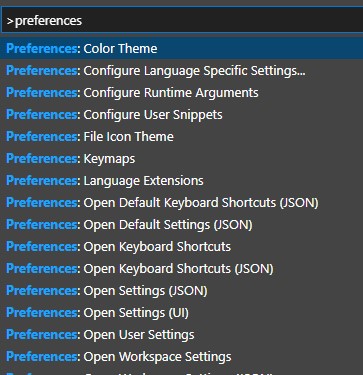 >preferences
Preferences: Color Theme
Preferences: Configure Language Specific Settings...
Preferences: Configure Runtime Arguments
Preferences: Configure User Snippets
Preferences: File Icon Theme
Preferences: Keymaps
Preferences: Language Extensions
Preferences: Open Default Keyboard Shortcuts (JSON)
Preferences: Open Default Settings (JSON)
Preferences: Open Keyboard Shortcuts
Preferences: Open Keyboard Shortcuts (JSON)
Preferences: Open Settings (JSON)
Preferences: Open Settings (UI)
Preferences: Open User Settings
Preferences: Open Workspace Settings